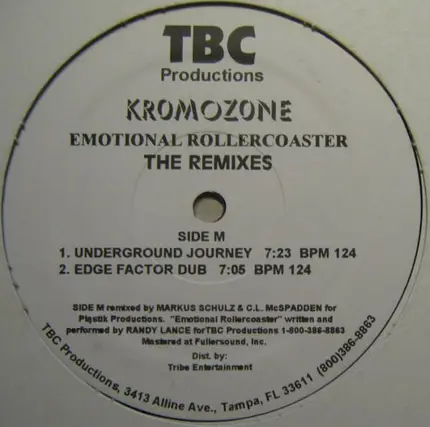 TBC
Productions
KROMOZONE
EMOTIONAL ROLLERCOASTER
THE REMIXES
SIDE M
1. UNDERGROUND JOURNEY 7:23 BPM 124
2. EDGE FACTOR DUB 7:05 BPM 124
SIDE M remixed by MARKUS SCHULZ & C.L. McSPADDEN for
Plastik Productions. "Emotional Rollercoaster" written and
performed by RANDY LANCE forTBC Productions 1-800-386-8863
Mastered at Fullersound, Inc.
Dist. by:
Tribe Entertainment
TBC Productions, 3413 Alline Ave., Tampa, FL 33611 (800)386-8863